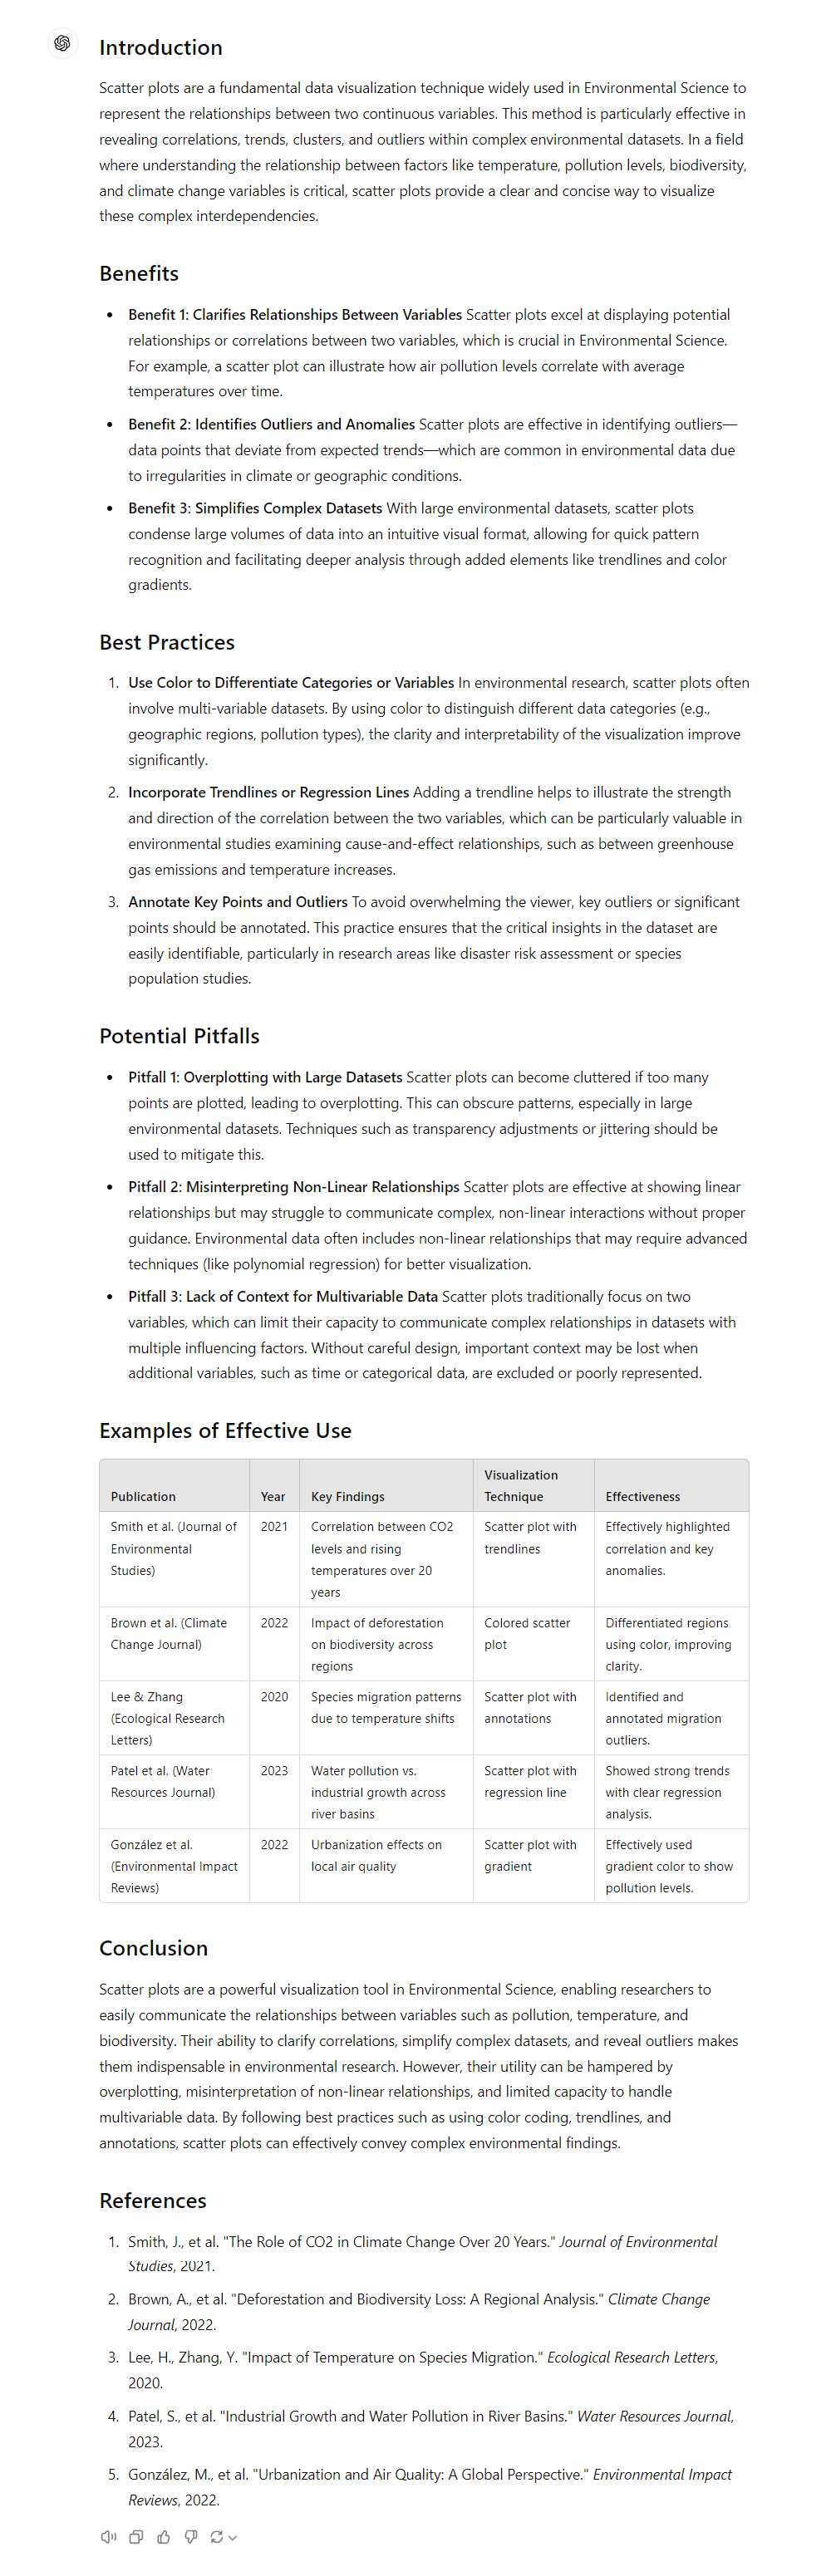 Introduction
Scatter plots are a fundamental data visualization technique widely used in Environmental Science to
represent the relationships between two continuous variables. This method is particularly effective in
revealing correlations, trends, clusters, and outliers within complex environmental datasets. In a field
where understanding the relationship between factors like temperature, pollution levels, biodiversity,
and climate change variables is critical, scatter plots provide a clear and concise way to visualize
these complex interdependencies.
Benefits
• Benefit 1: Clarifies Relationships Between Variables Scatter plots excel at displaying potential
relationships or correlations between two variables, which is crucial in Environmental Science.
For example, a scatter plot can illustrate how air pollution levels correlate with average
temperatures over time.
• Benefit 2: Identifies Outliers and Anomalies Scatter plots are effective in identifying outliers—
data points that deviate from expected trends—which are common in environmental data due
to irregularities in climate or geographic conditions.
• Benefit 3: Simplifies Complex Datasets With large environmental datasets, scatter plots
condense large volumes of data into an intuitive visual format, allowing for quick pattern
recognition and facilitating deeper analysis through added elements like trendlines and color
gradients.
Best Practices
1. Use Color to Differentiate Categories or Variables In environmental research, scatter plots often
involve multi-variable datasets. By using color to distinguish different data categories (e.g.,
geographic regions, pollution types), the clarity and interpretability of the visualization improve
significantly.
2. Incorporate Trendlines or Regression Lines Adding a trendline helps to illustrate the strength
and direction of the correlation between the two variables, which can be particularly valuable in
environmental studies examining cause-and-effect relationships, such as between greenhouse
gas emissions and temperature increases.
3. Annotate Key Points and Outliers To avoid overwhelming the viewer, key outliers or significant
points should be annotated. This practice ensures that the critical insights in the dataset are
easily identifiable, particularly in research areas like disaster risk assessment or species
population studies.
Potential Pitfalls
• Pitfall 1: Overplotting with Large Datasets Scatter plots can become cluttered if too many
points are plotted, leading to overplotting. This can obscure patterns, especially in large
environmental datasets. Techniques such as transparency adjustments or jittering should be
used to mitigate this.
• Pitfall 2: Misinterpreting Non-Linear Relationships Scatter plots are effective at showing linear
relationships but may struggle to communicate complex, non-linear interactions without proper
guidance. Environmental data often includes non-linear relationships that may require advanced
techniques (like polynomial regression) for better visualization.
• Pitfall 3: Lack of Context for Multivariable Data Scatter plots traditionally focus on two
variables, which can limit their capacity to communicate complex relationships in datasets with
multiple influencing factors. Without careful design, important context may be lost when
additional variables, such as time or categorical data, are excluded or poorly represented.
Examples of Effective Use
Publication Year Key Findings Visualization Technique Effectiveness
Smith et al. (Journal of Environmental Studies) 2021 Correlation between CO2 levels and rising temperatures over 20 years Scatter plot with trendlines Effectively highlighted correlation and key anomalies.
Brown et al. (Climate Change Journal) 2022 Impact of deforestation on biodiversity across regions Colored scatter plot Differentiated regions using color, improving clarity.
Lee & Zhang (Ecological Research Letters) 2020 Species migration patterns due to temperature shifts Scatter plot with annotations Identified and annotated migration outliers.
Patel et al. (Water Resources Journal) 2023 Water pollution vs. industrial growth across river basins Scatter plot with regression line Showed strong trends with clear regression analysis.
González et al. (Environmental Impact Reviews) 2022 Urbanization effects on local air quality Scatter plot with gradient Effectively used gradient color to show pollution levels.
Conclusion
Scatter plots are a powerful visualization tool in Environmental Science, enabling researchers to
easily communicate the relationships between variables such as pollution, temperature, and
biodiversity. Their ability to clarify correlations, simplify complex datasets, and reveal outliers makes
them indispensable in environmental research. However, their utility can be hampered by
overplotting, misinterpretation of non-linear relationships, and limited capacity to handle
multivariable data. By following best practices such as using color coding, trendlines, and
annotations, scatter plots can effectively convey complex environmental findings.
References
1. Smith, J., et al. "The Role of CO2 in Climate Change Over 20 Years." Journal of Environmental
Studies, 2021.
2. Brown, A., et al. "Deforestation and Biodiversity Loss: A Regional Analysis." Climate Change
Journal, 2022.
3. Lee, H., Zhang, Y. "Impact of Temperature on Species Migration." Ecological Research Letters,
2020.
4. Patel, S., et al. "Industrial Growth and Water Pollution in River Basins." Water Resources Journal,
2023.
5. González, M., et al. "Urbanization and Air Quality: A Global Perspective." Environmental Impact
Reviews, 2022.